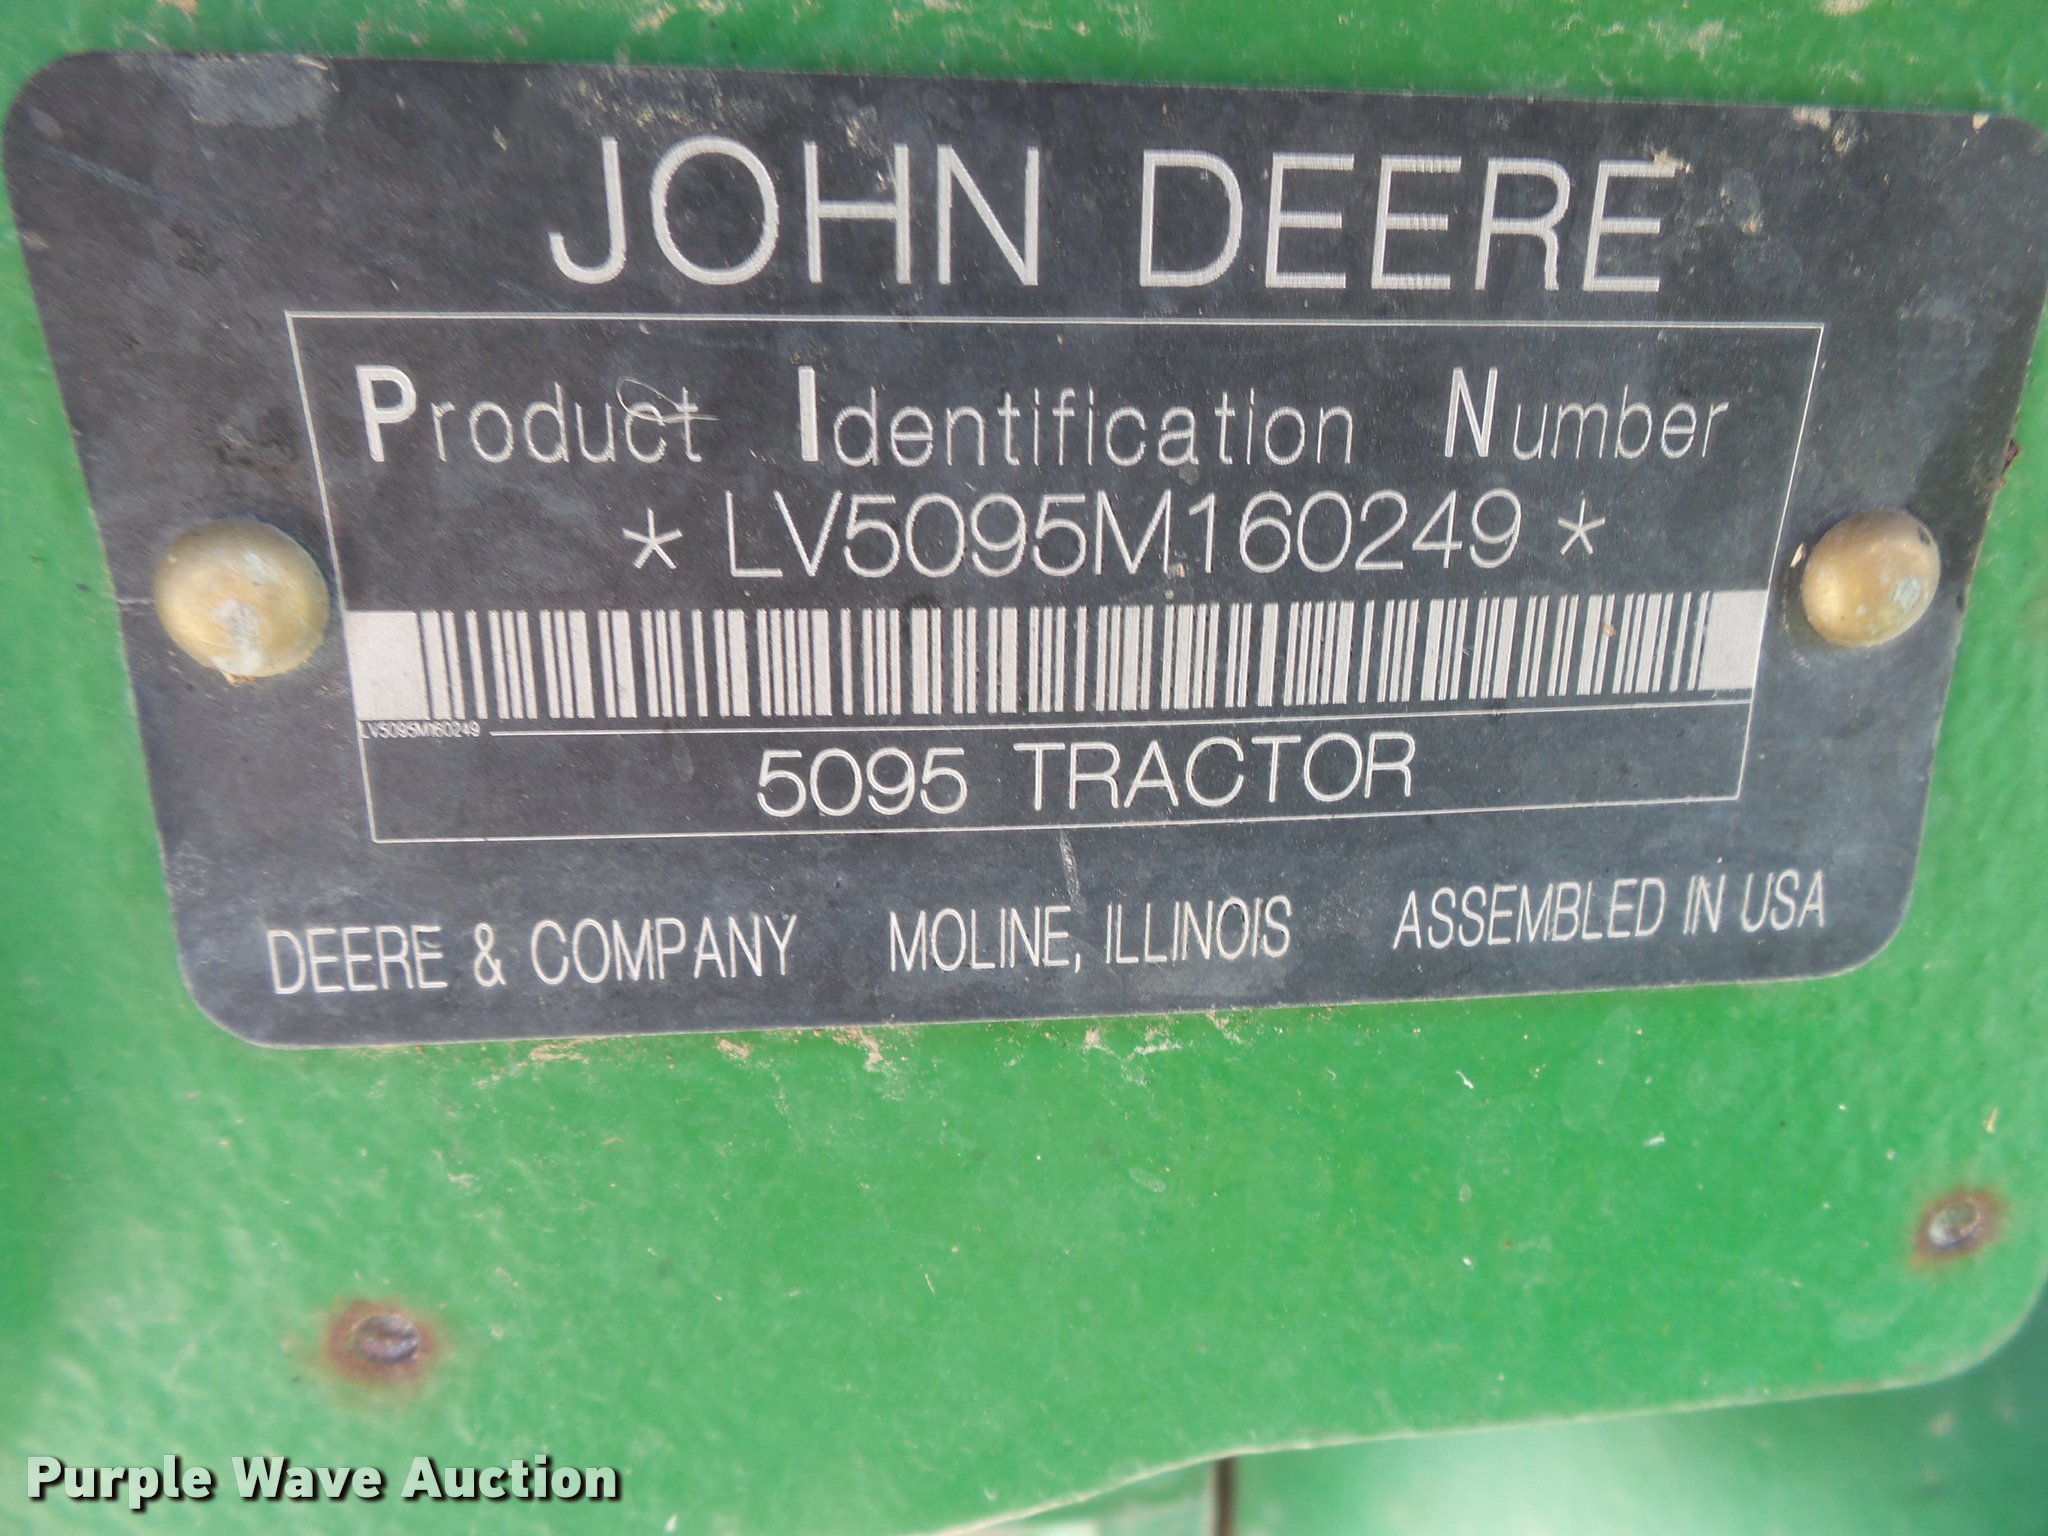 JOHN DEERE
Product Identification Number
* LV5095M160249 *
LV5095M160249
5095 TRACTOR
DEERE & COMPANY MOLINE, ILLINOIS ASSEMBLED IN USA
Purple Wave Auction